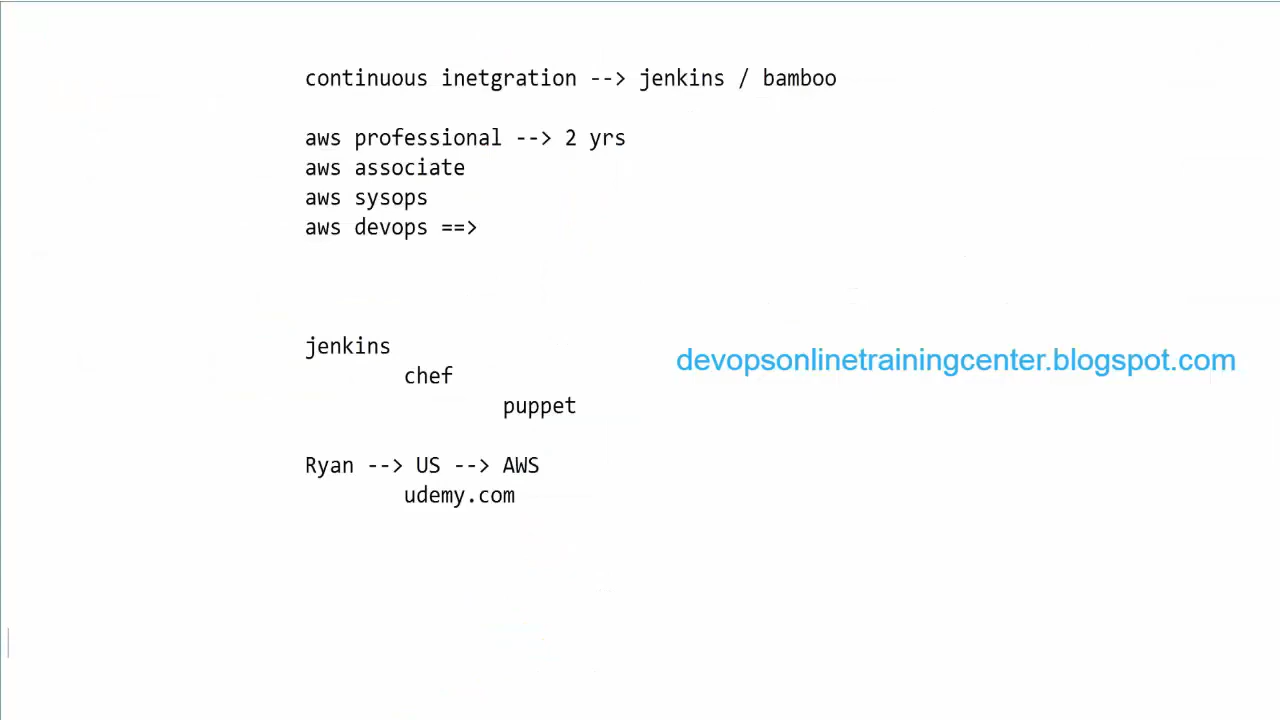 continuous inetgration --> jenkins / bamboo
aws professional --> 2 yrs
aws associate
aws sysops
aws devops ==>
jenkins
chef
devopsonlinetrainingcenter.blogspot.com
puppet
Ryan --> US --> AWS
udemy.com